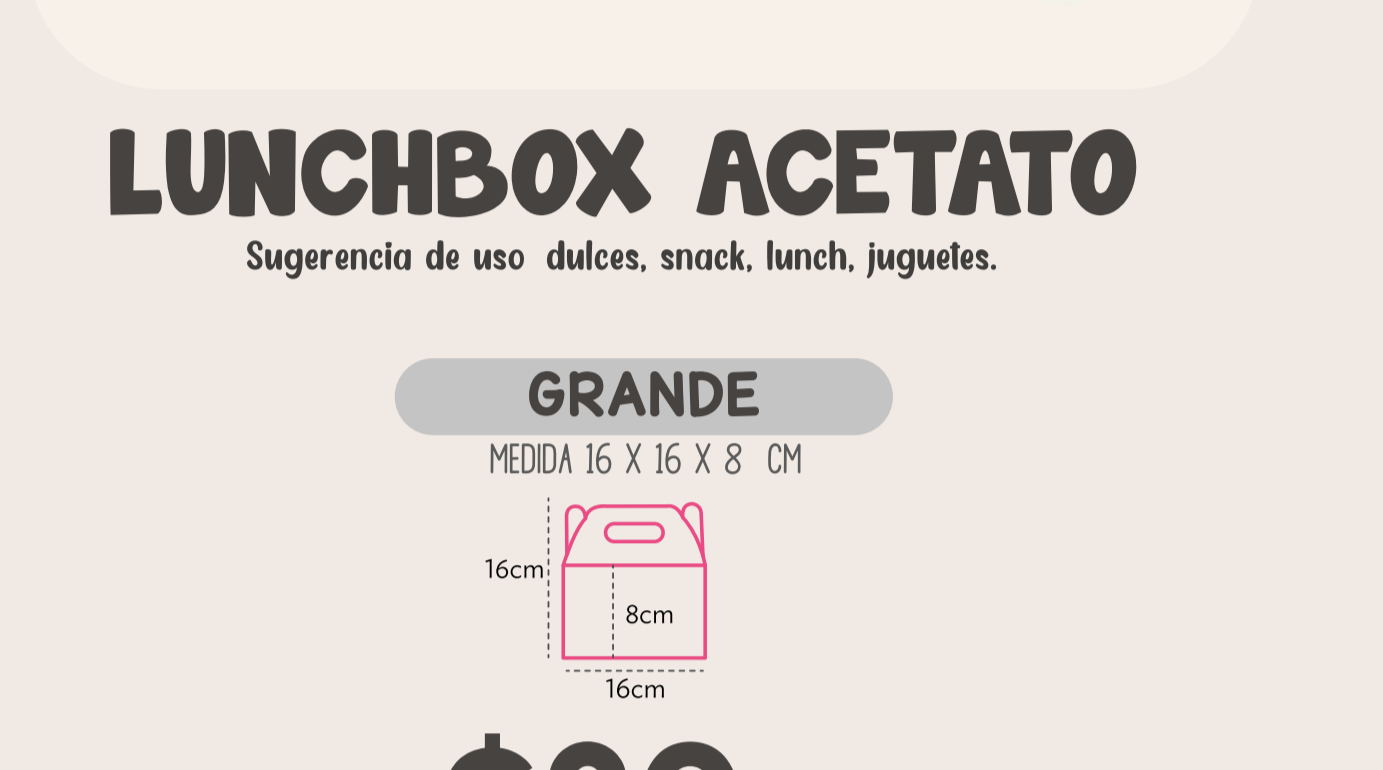 LUNCHBOX ACETATO
Sugerencia de uso dulces, snack, lunch, juguetes.
GRANDE
MEDIDA 16 X 16 X 8 CM
16cm
8cm
16cm